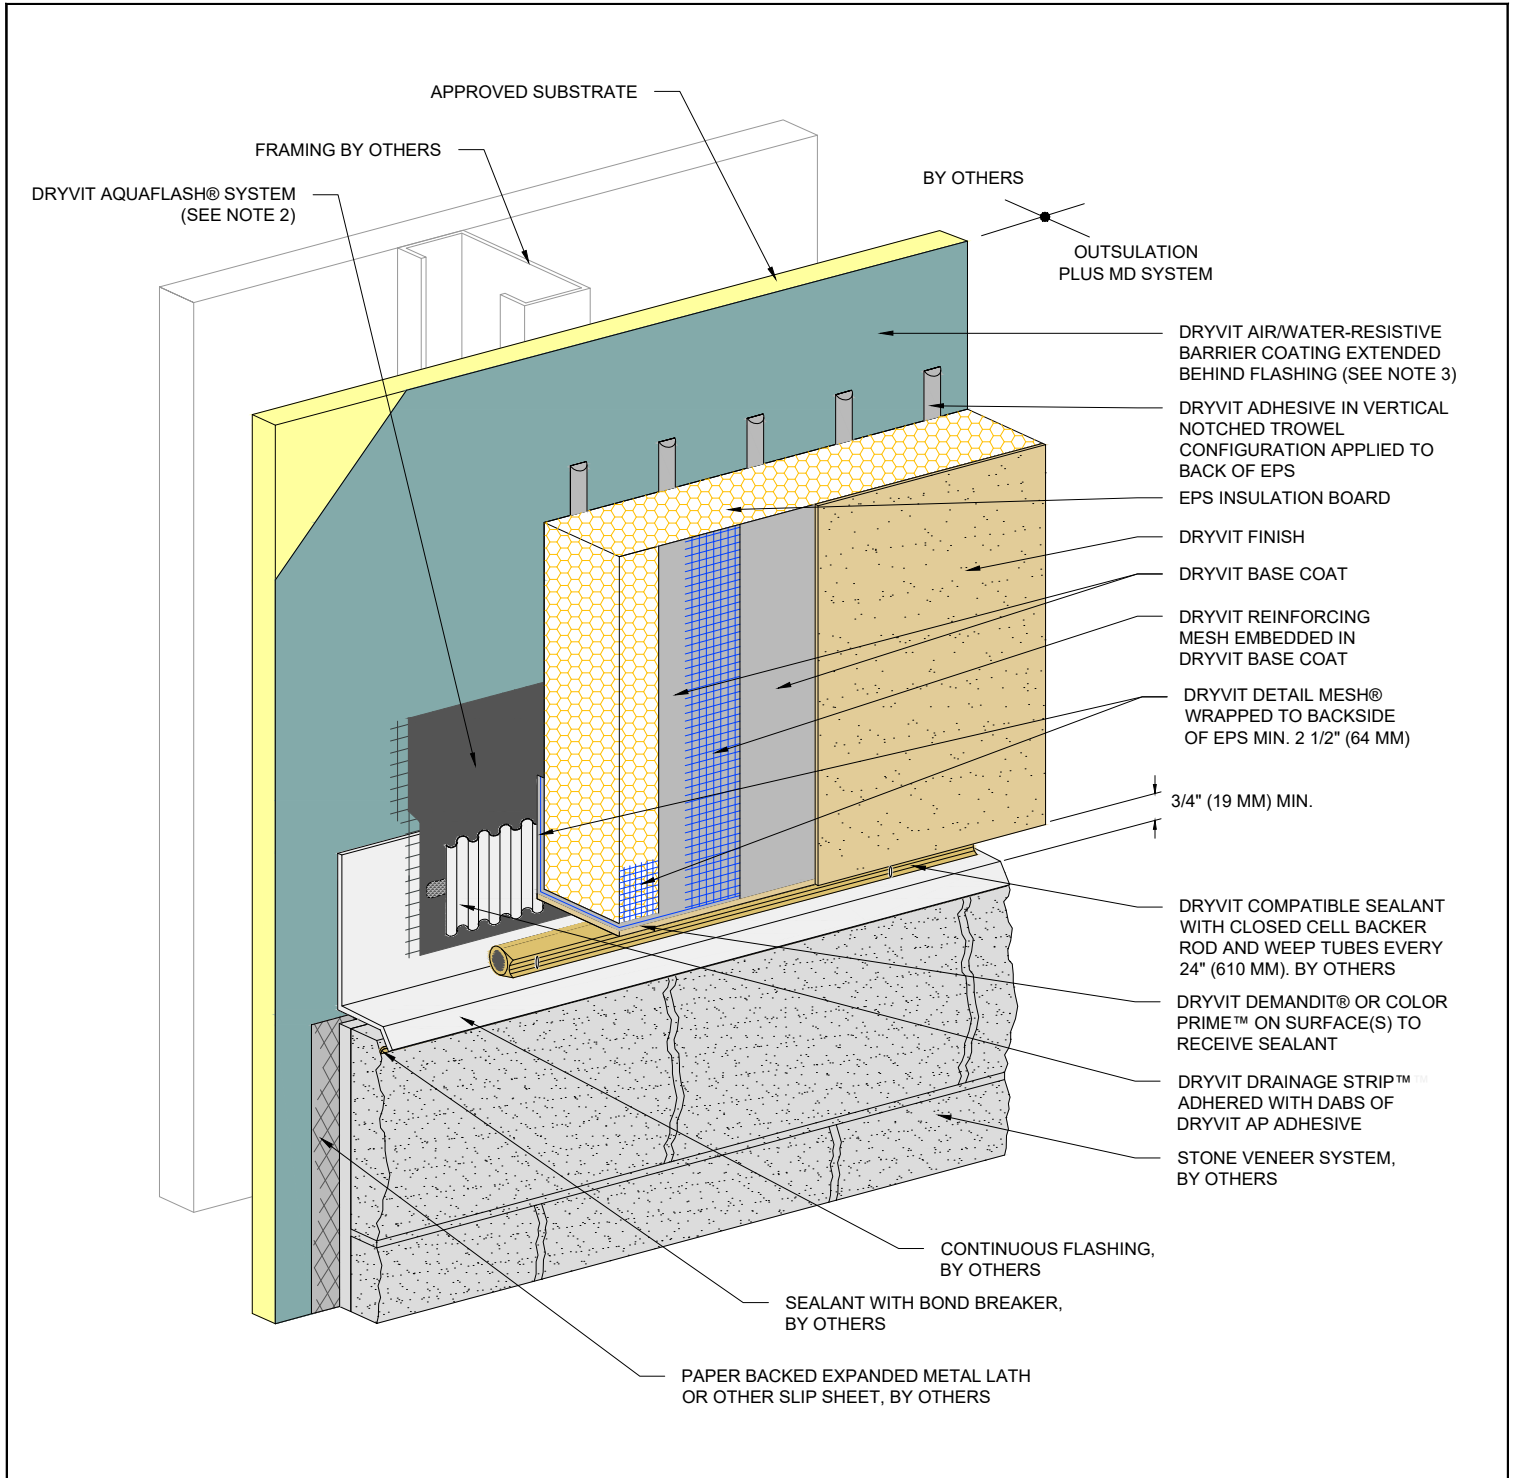 APPROVED SUBSTRATE
FRAMING BY OTHERS
DRYVIT AQUAFLASH® SYSTEM
(SEE NOTE 2)
BY OTHERS
OUTSULATION
PLUS MD SYSTEM
DRYVIT AIR/WATER-RESISTIVE
BARRIER COATING EXTENDED
BEHIND FLASHING (SEE NOTE 3)
DRYVIT ADHESIVE IN VERTICAL
NOTCHED TROWEL
CONFIGURATION APPLIED TO
BACK OF EPS
EPS INSULATION BOARD
DRYVIT FINISH
DRYVIT BASE COAT
DRYVIT REINFORCING
MESH EMBEDDED IN
DRYVIT BASE COAT
DRYVIT DETAIL MESH®
WRAPPED TO BACKSIDE
OF EPS MIN. 2 1/2" (64 MM)
3/4" (19 MM) MIN.
DRYVIT COMPATIBLE SEALANT
WITH CLOSED CELL BACKER
ROD AND WEEP TUBES EVERY
24" (610 MM). BY OTHERS
DRYVIT DEMANDIT® OR COLOR
PRIME™ ON SURFACE(S) TO
RECEIVE SEALANT
DRYVIT DRAINAGE STRIP™
ADHERED WITH DABS OF
DRYVIT AP ADHESIVE
STONE VENEER SYSTEM,
BY OTHERS
CONTINUOUS FLASHING,
BY OTHERS
SEALANT WITH BOND BREAKER,
BY OTHERS
PAPER BACKED EXPANDED METAL LATH
OR OTHER SLIP SHEET, BY OTHERS